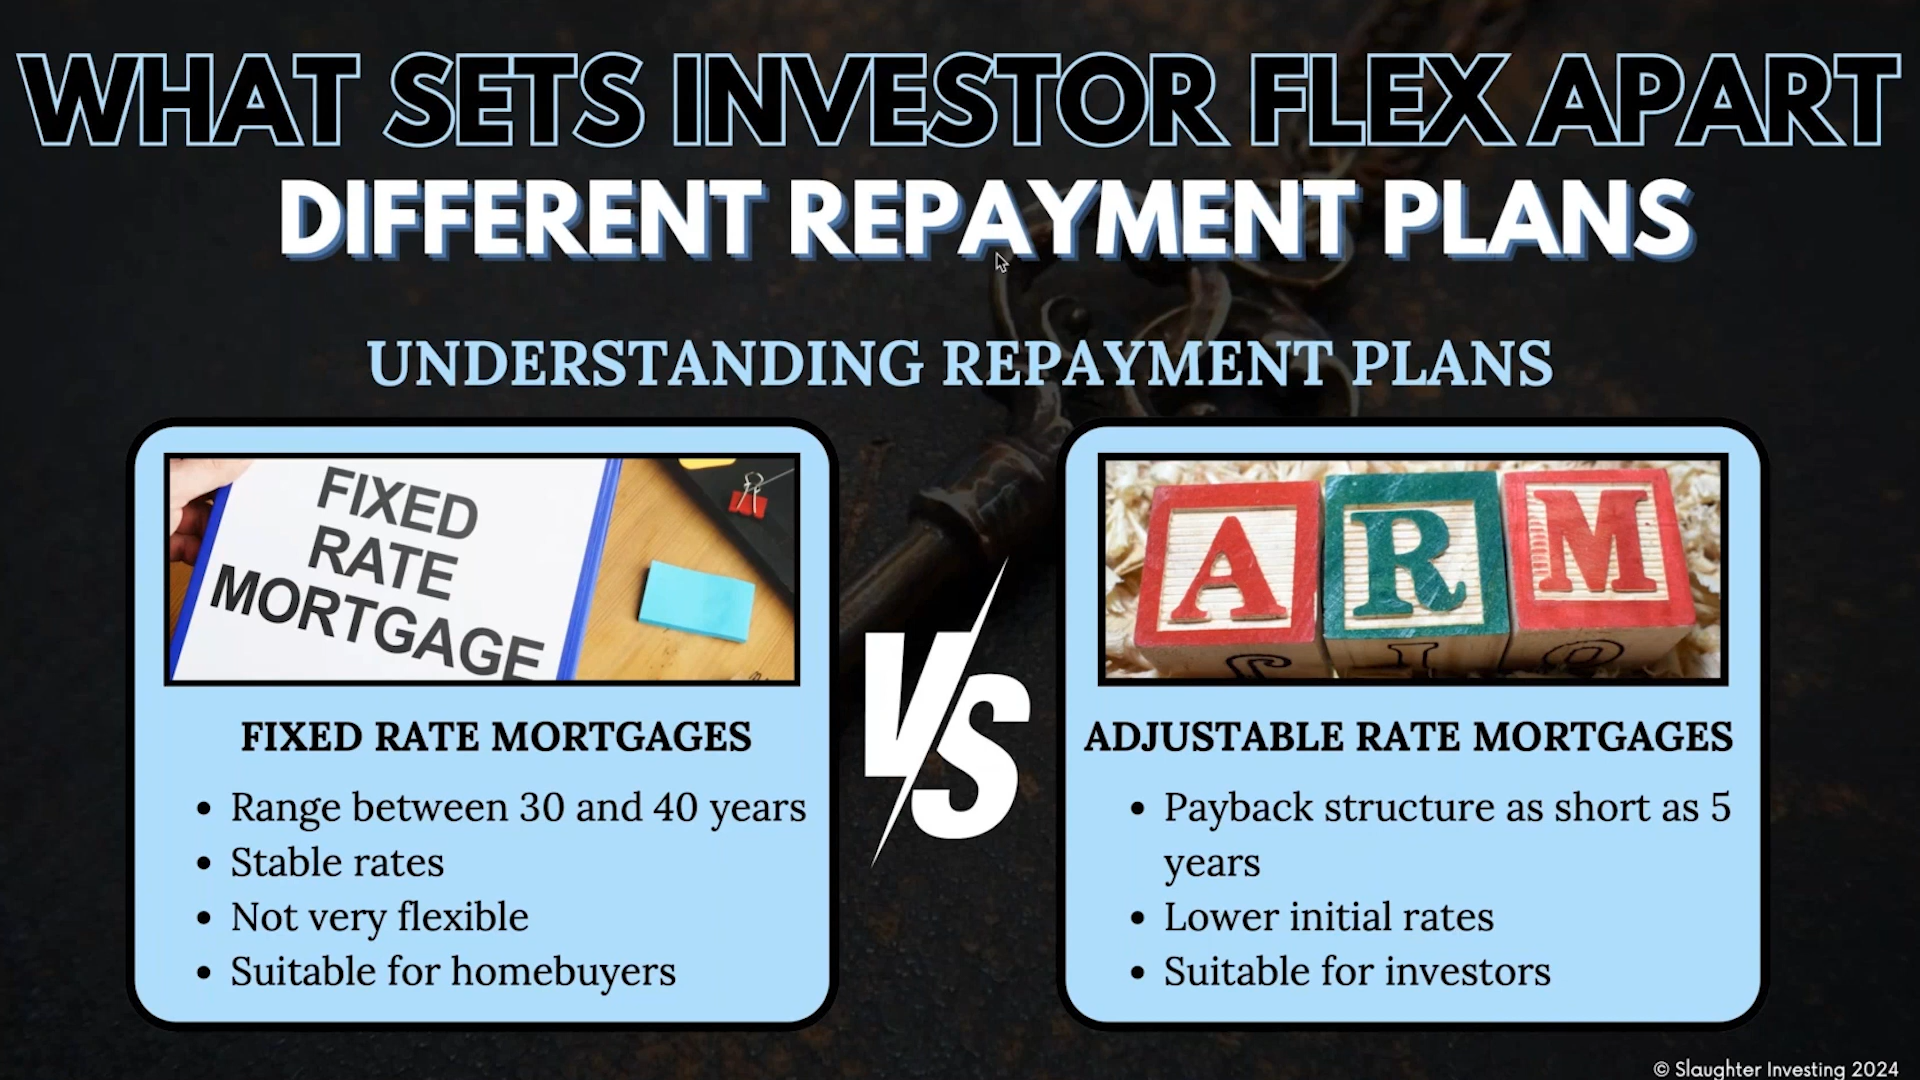 WHAT SETS INVESTOR FLEX APART
DIFFERENT REPAYMENT PLANS
UNDERSTANDING REPAYMENT PLANS
FIXED
RATE
MORTGAGE
FIXED RATE MORTGAGES
• Range between 30 and 40 years
• Stable rates
• Not very flexible
• Suitable for homebuyers
VS
A R M
ADJUSTABLE RATE MORTGAGES
• Payback structure as short as 5
years
• Lower initial rates
• Suitable for investors
© Slaughter Investing 2024